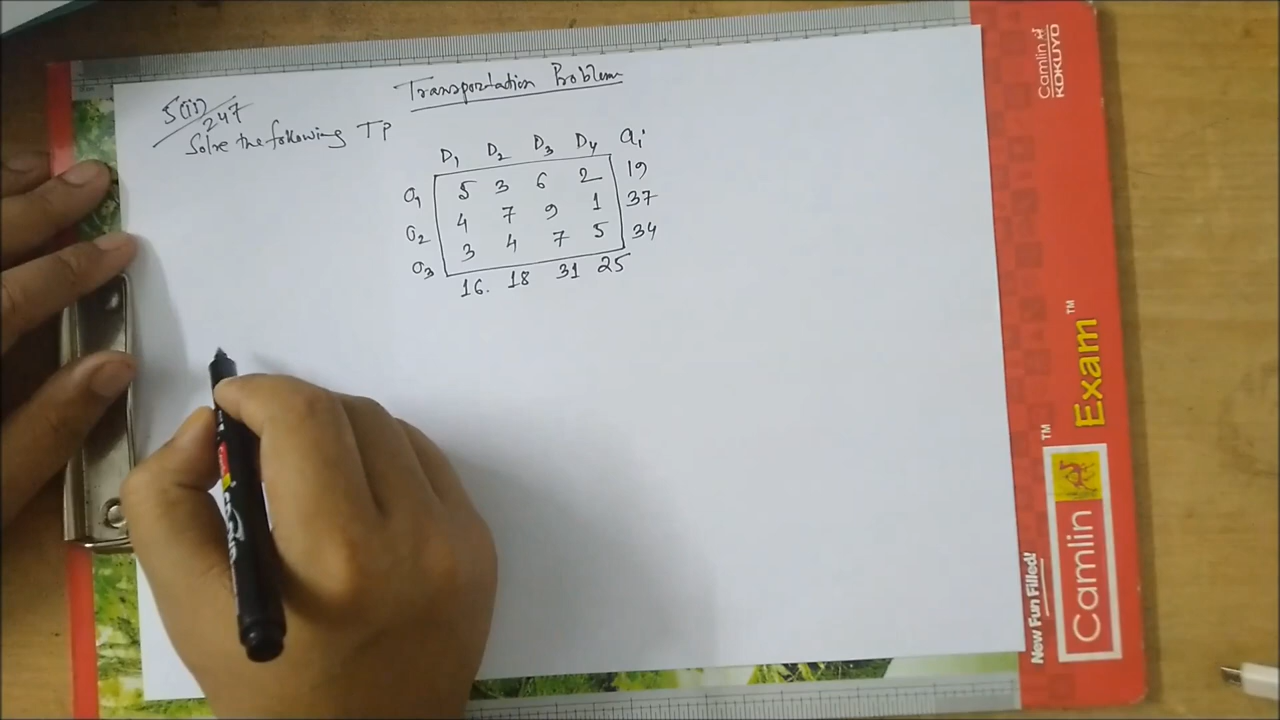 Transportation Problem
5(ii)/247
Solve the following TP
D1 D2 D3 D4 ai
O1 5 3 6 2 19
O2 4 7 9 1 37
O3 3 4 7 5 34
16. 18 31 25
Camlin
KOKUYO
Exam™
Camlin™
New Fun Filled!